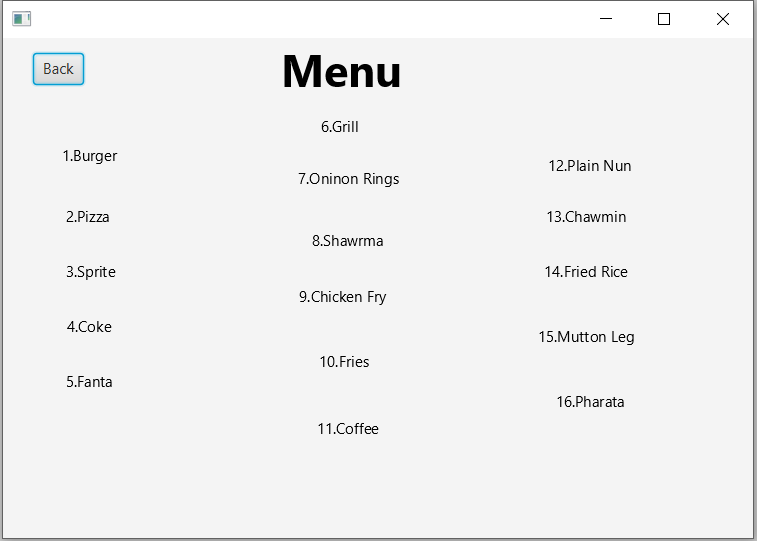 Back
Menu
1.Burger
2.Pizza
3.Sprite
4.Coke
5.Fanta
6.Grill
7.Oninon Rings
8.Shawrma
9.Chicken Fry
10.Fries
11.Coffee
12.Plain Nun
13.Chawmin
14.Fried Rice
15.Mutton Leg
16.Pharata